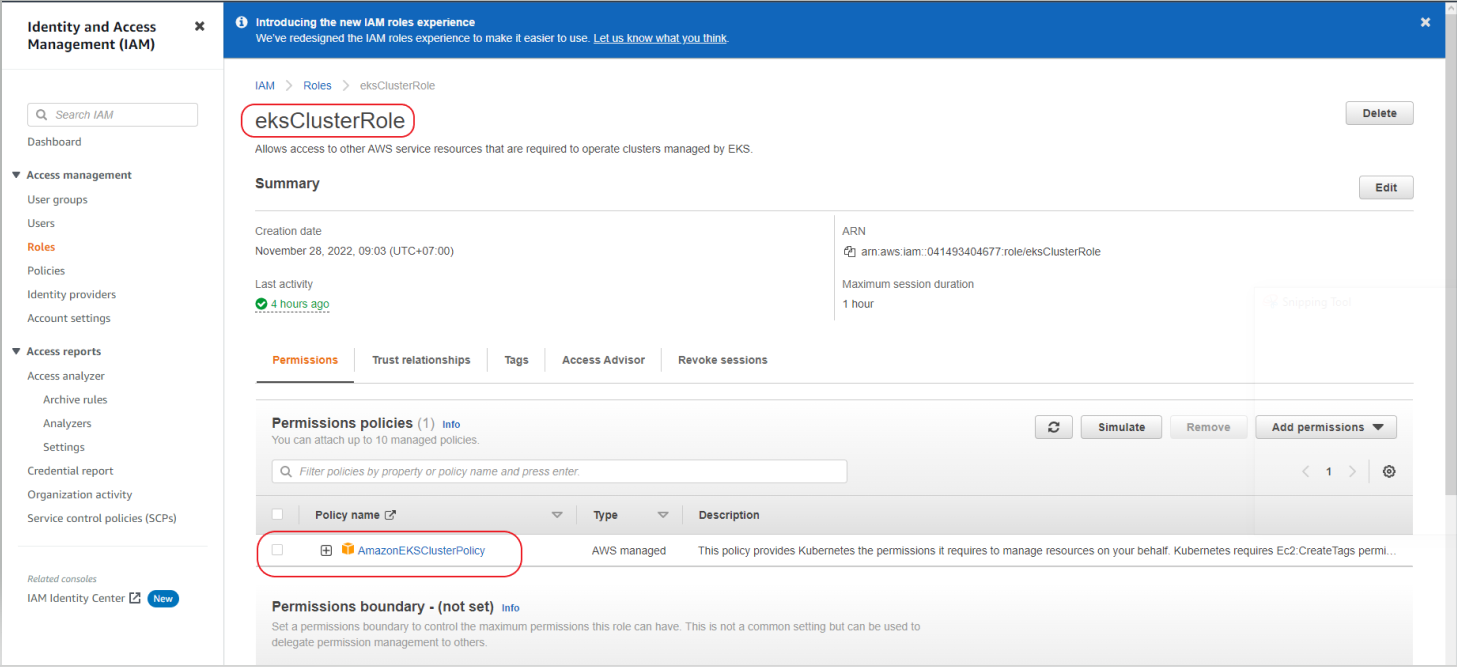 Identity and Access
Management (IAM)
Search IAM
Dashboard
Access management
User groups
Users
Roles
Policies
Identity providers
Account settings
Access reports
Access analyzer
Archive rules
Analyzers
Settings
Credential report
Organization activity
Service control policies (SCPs)
Related consoles
IAM Identity Center New
Introducing the new IAM roles experience
We've redesigned the IAM roles experience to make it easier to use. Let us know what you think.
IAM Roles eksClusterRole
eksClusterRole
Delete
Allows access to other AWS service resources that are required to operate clusters managed by EKS.
Summary
Edit
Creation date
November 28, 2022, 09:03 (UTC+07:00)
ARN
arn:aws:iam::041493404677:role/eksClusterRole
Last activity
4 hours ago
Maximum session duration
1 hour
Snipping Tool
Permissions Trust relationships Tags Access Advisor Revoke sessions
Permissions policies (1) Info
You can attach up to 10 managed policies.
Simulate Remove Add permissions
Filter policies by property or policy name and press enter.
1
Policy name Type Description
AmazonEKSClusterPolicy AWS managed This policy provides Kubernetes the permissions it requires to manage resources on your behalf. Kubernetes requires Ec2:CreateTags permi...
Permissions boundary - (not set) Info
Set a permissions boundary to control the maximum permissions this role can have. This is not a common setting but can be used to
delegate permission management to others.